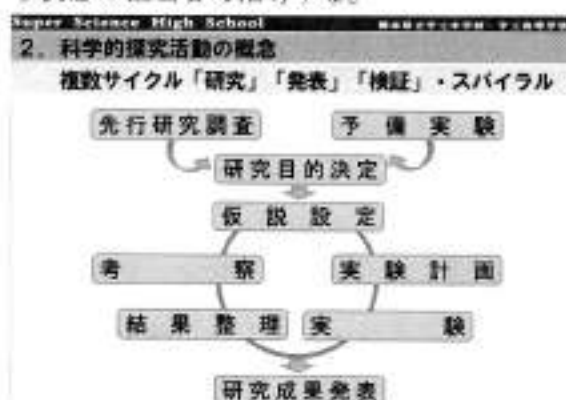 Super Science High School
2．科学的探究活動の概念
複数サイクル「研究」「発表」「検証」・スパイラル
先行研究調査 予備実験
研究目的決定
仮説設定
考察 実験計画
結果整理 実験
研究成果発表